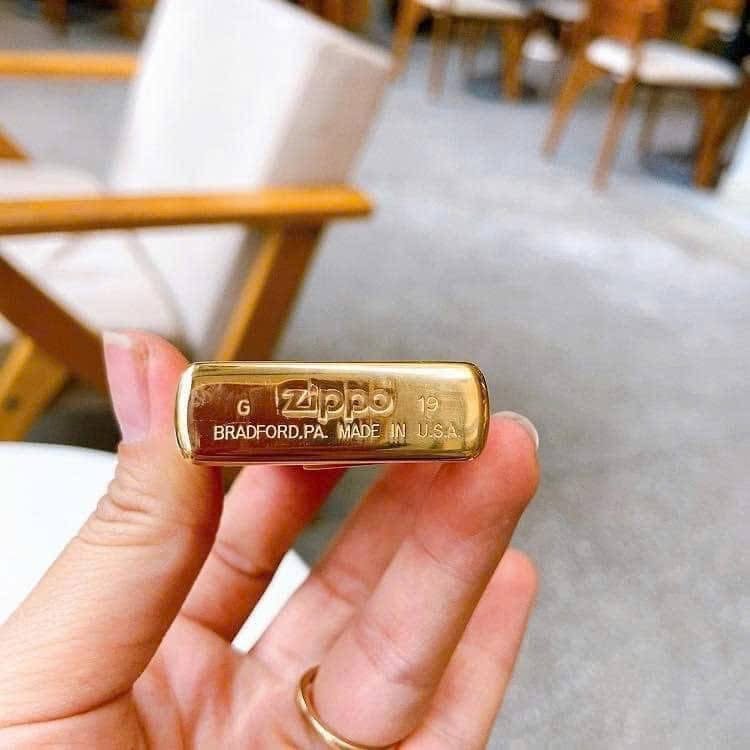 G Zippo 19
BRADFORD,PA. MADE IN U.S.A.